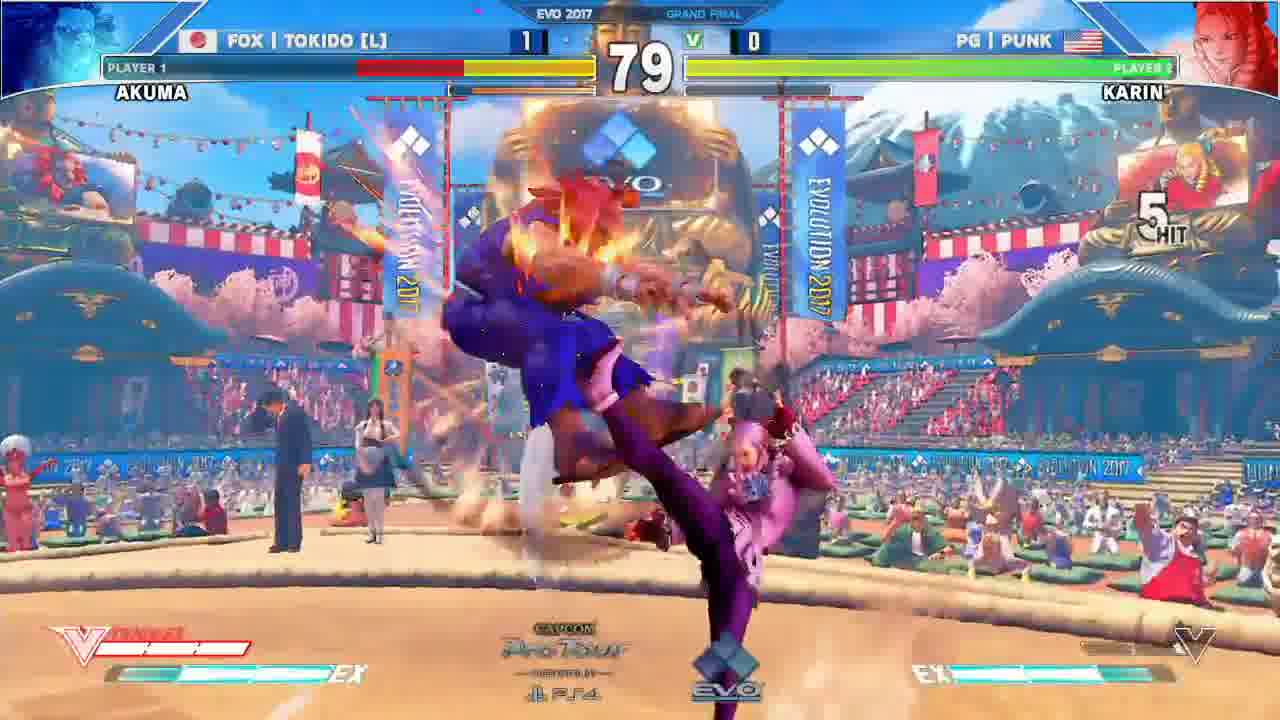 EVO 2017
GRAND FINAL
FOX | TOKIDO [L]
1
79
V
0
PG | PUNK
PLAYER 1
PLAYER 2
AKUMA
KARIN
EVO
EVOLUTION 2017
EVOLUTION 2017
5
HIT
EX
EX
CAPCOM
PRO TOUR
PS4
EVO